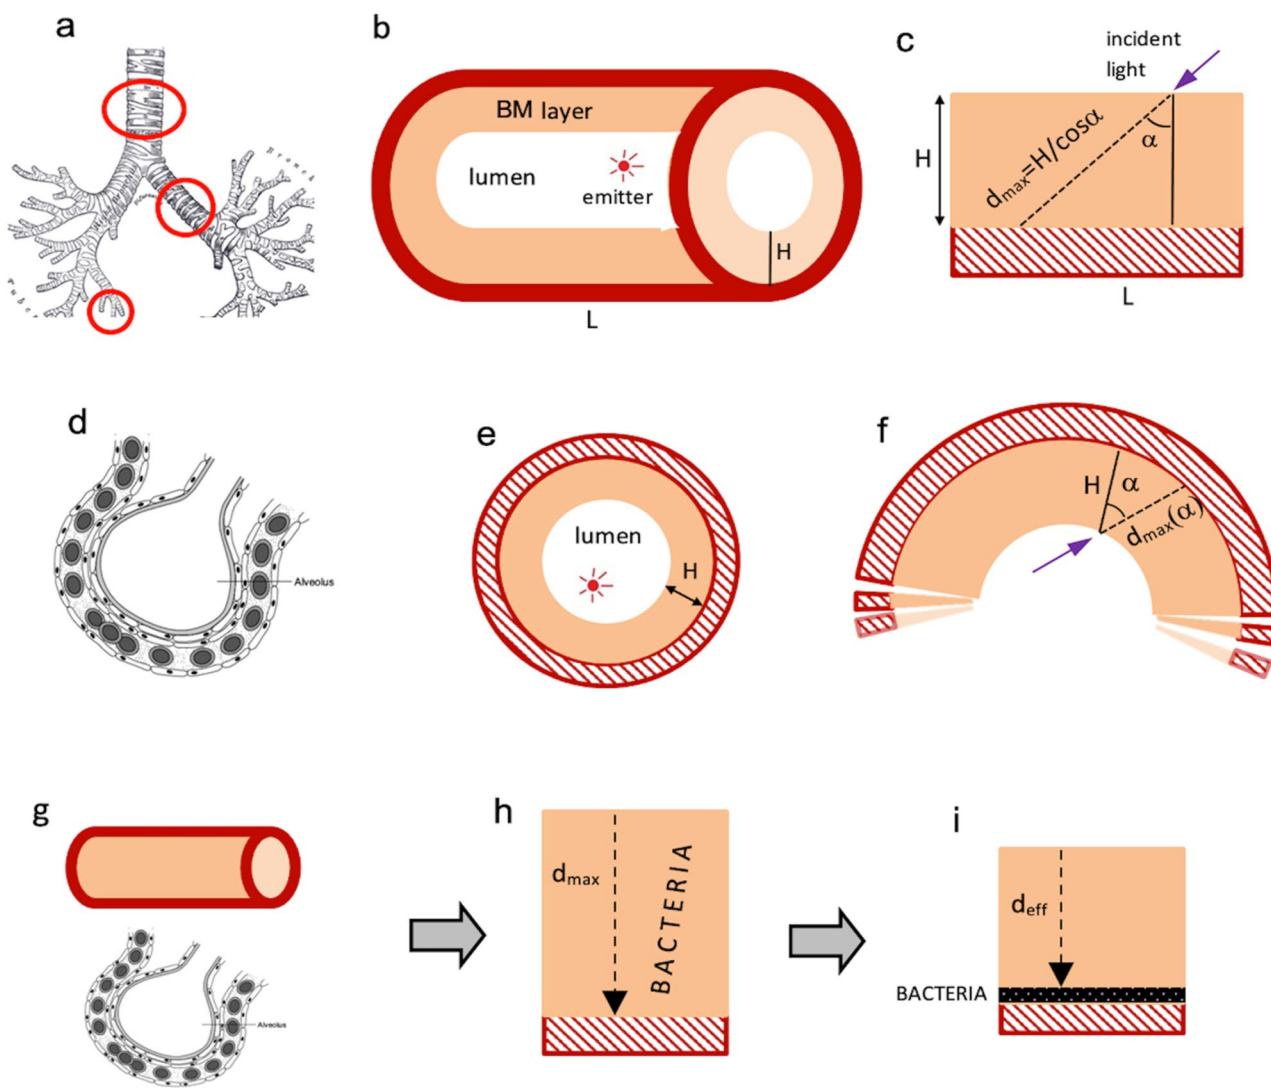 a
b
c
BM layer
lumen
emitter
H
L
incident
light
H
dmax=H/cosα
α
L
d
Alveolus
e
lumen
H
f
H
α
dmax(α)
g
Alveolus
h
dmax
BACTERIA
i
deff
BACTERIA